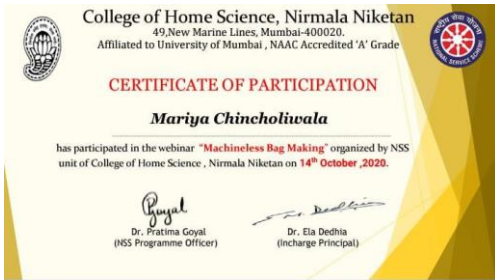 College of Home Science, Nirmala Niketan
49,New Marine Lines, Mumbai-400020.
Affiliated to University of Mumbai , NAAC Accredited ‘A’ Grade
CERTIFICATE OF PARTICIPATION
Mariya Chincholiwala
has participated in the webinar "Machineless Bag Making" organized by NSS
unit of College of Home Science , Nirmala Niketan on 14th October ,2020.
Dr. Pratima Goyal
(NSS Programme Officer)
Dr. Ela Dedhia
(Incharge Principal)